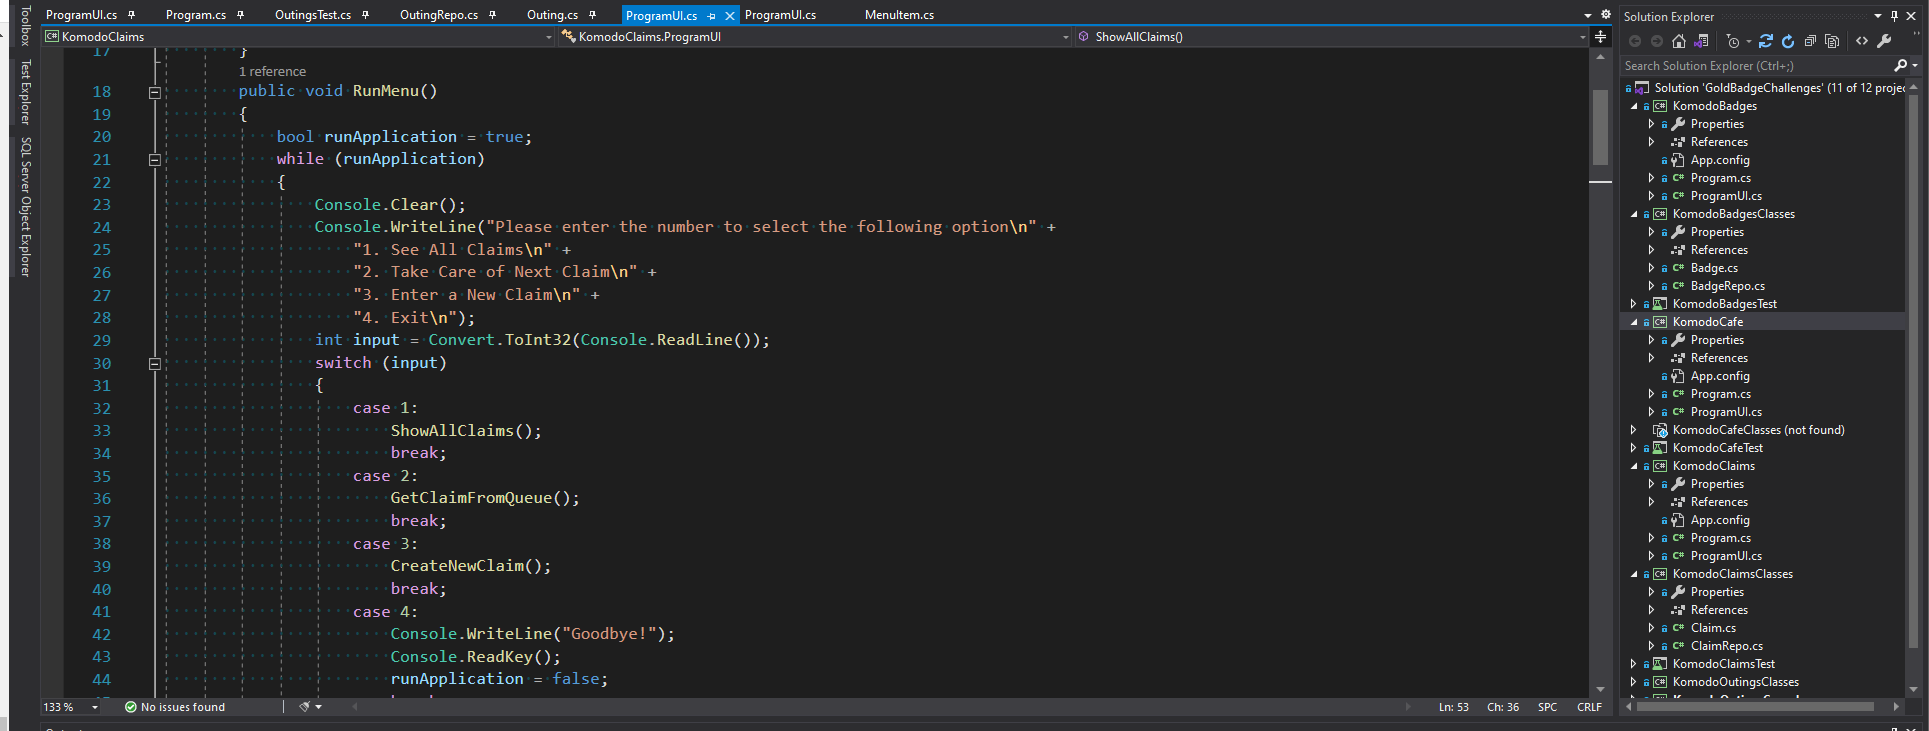 ProgramUI.cs Program.cs OutingsTest.cs OutingRepo.cs Outing.cs ProgramUI.cs ProgramUI.cs MenuItem.cs
KomodoClaims KomodoClaims.ProgramUI ShowAllClaims()
Toolbox
Test Explorer
SQL Server Object Explorer
17 }
1 reference
18 public void RunMenu()
19 {
20 bool runApplication = true;
21 while (runApplication)
22 {
23 Console.Clear();
24 Console.WriteLine("Please enter the number to select the following option\n" +
25 "1. See All Claims\n" +
26 "2. Take Care of Next Claim\n" +
27 "3. Enter a New Claim\n" +
28 "4. Exit\n");
29 int input = Convert.ToInt32(Console.ReadLine());
30 switch (input)
31 {
32 case 1:
33 ShowAllClaims();
34 break;
35 case 2:
36 GetClaimFromQueue();
37 break;
38 case 3:
39 CreateNewClaim();
40 break;
41 case 4:
42 Console.WriteLine("Goodbye!");
43 Console.ReadKey();
44 runApplication = false;
133 % No issues found Ln: 53 Ch: 36 SPC CRLF
Solution Explorer
Search Solution Explorer (Ctrl+;)
Solution 'GoldBadgeChallenges' (11 of 12 projec
KomodoBadges
Properties
References
App.config
Program.cs
ProgramUI.cs
KomodoBadgesClasses
Properties
References
Badge.cs
BadgeRepo.cs
KomodoBadgesTest
KomodoCafe
Properties
References
App.config
Program.cs
ProgramUI.cs
KomodoCafeClasses (not found)
KomodoCafeTest
KomodoClaims
Properties
References
App.config
Program.cs
ProgramUI.cs
KomodoClaimsClasses
Properties
References
Claim.cs
ClaimRepo.cs
KomodoClaimsTest
KomodoOutingsClasses